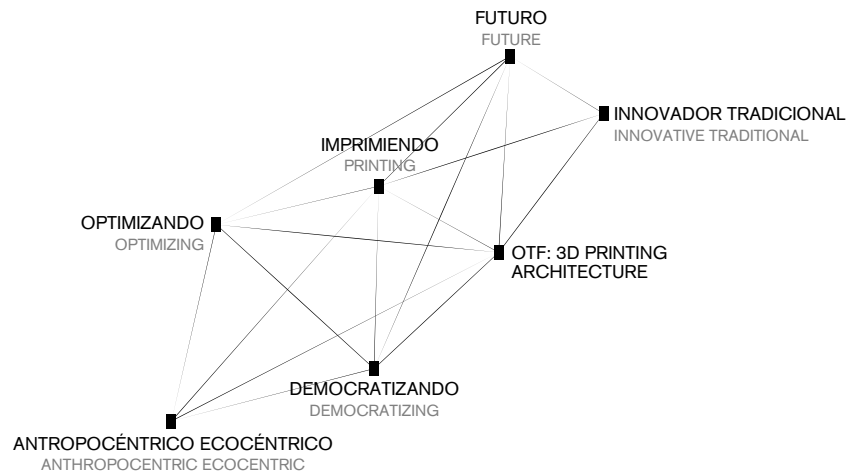 FUTURO
FUTURE
INNOVADOR TRADICIONAL
INNOVATIVE TRADITIONAL
IMPRIMIENDO
PRINTING
OPTIMIZANDO
OPTIMIZING
OTF: 3D PRINTING
ARCHITECTURE
DEMOCRATIZANDO
DEMOCRATIZING
ANTROPOCÉNTRICO ECOCÉNTRICO
ANTHROPOCENTRIC ECOCENTRIC